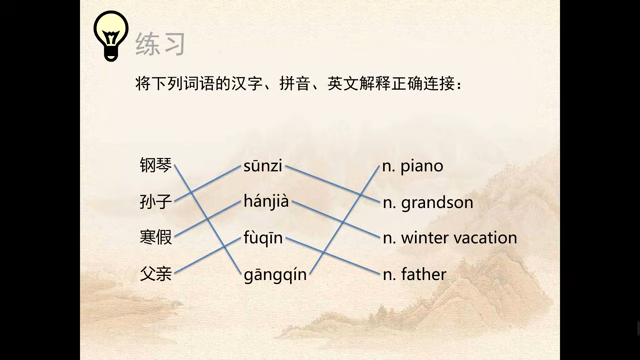 练习
将下列词语的汉字、拼音、英文解释正确连接：
钢琴 sūnzi n. piano
孙子 hánjià n. grandson
寒假 fùqīn n. winter vacation
父亲 gāngqín n. father